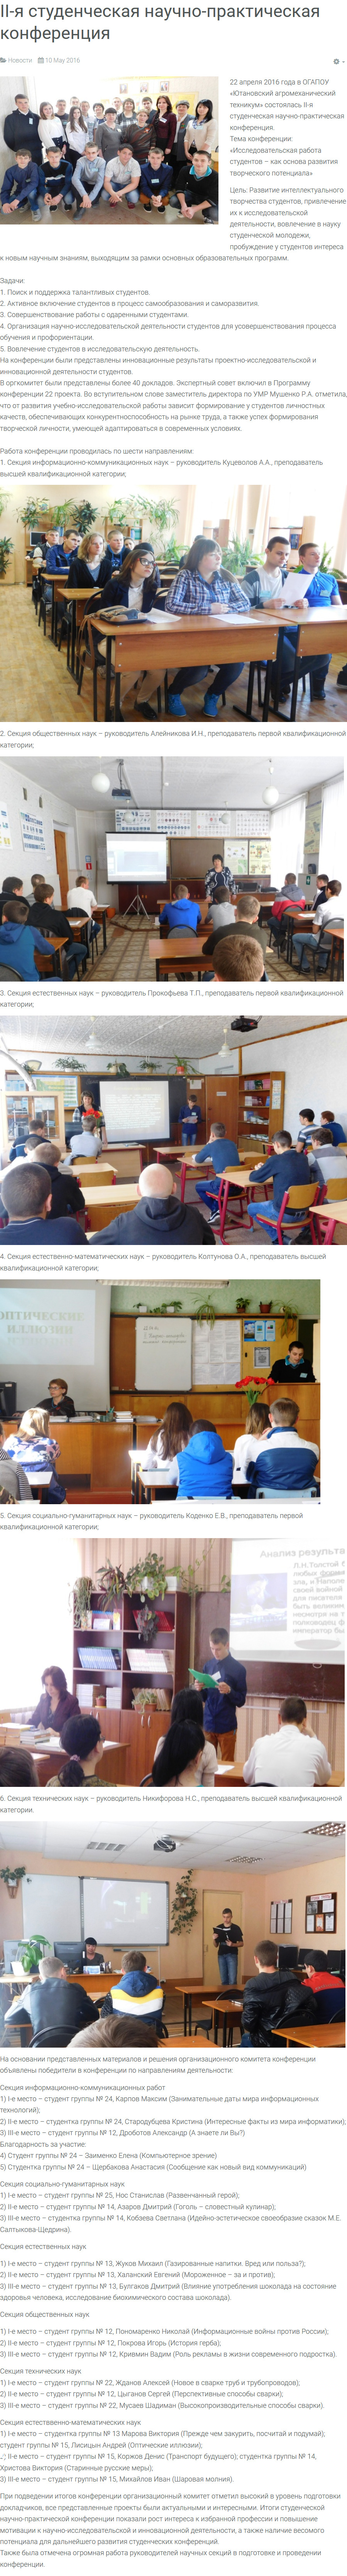 II-я студенческая научно-практическая
конференция
Новости 10 May 2016
22 апреля 2016 года в ОГАПОУ
«Ютановский агромеханический
техникум» состоялась II-я
студенческая научно-практическая
конференция.
Тема конференции:
«Исследовательская работа
студентов – как основа развития
творческого потенциала»
Цель: Развитие интеллектуального
творчества студентов, привлечение
их к исследовательской
деятельности, вовлечение в науку
студенческой молодежи,
пробуждение у студентов интереса
к новым научным знаниям, выходящим за рамки основных образовательных программ.
Задачи:
1. Поиск и поддержка талантливых студентов.
2. Активное включение студентов в процесс самообразования и саморазвития.
3. Совершенствование работы с одаренными студентами.
4. Организация научно-исследовательской деятельности студентов для усовершенствования процесса
обучения и профориентации.
5. Вовлечение студентов в исследовательскую деятельность.
На конференции были представлены инновационные результаты проектно-исследовательской и
инновационной деятельности студентов.
В оргкомитет были представлены более 40 докладов. Экспертный совет включил в Программу
конференции 22 проекта. Во вступительном слове заместитель директора по УМР Мушенко Р.А. отметила,
что от развития учебно-исследовательской работы зависит формирование у студентов личностных
качеств, обеспечивающих конкурентноспособность на рынке труда, а также успех формирования
творческой личности, умеющей адаптироваться в современных условиях.
Работа конференции проводилась по шести направлениям:
1. Секция информационно-коммуникационных наук – руководитель Куцеволов А.А., преподаватель
высшей квалификационной категории;
2. Секция общественных наук – руководитель Алейникова И.Н., преподаватель первой квалификационной
категории;
3. Секция естественных наук – руководитель Прокофьева Т.П., преподаватель первой квалификационной
категории;
4. Секция естественно-математических наук – руководитель Колтунова О.А., преподаватель высшей
квалификационной категории;
ОПТИЧЕСКИЕ
ИЛЛЮЗИИ
5. Секция социально-гуманитарных наук – руководитель Коденко Е.В., преподаватель первой
квалификационной категории;
Анализ результа
Л.Н.Толстой
6. Секция технических наук – руководитель Никифорова Н.С., преподаватель высшей квалификационной
категории.
На основании представленных материалов и решения организационного комитета конференции
объявлены победители в конференции по направлениям деятельности:
Секция информационно-коммуникационных работ
1) I-е место – студент группы № 24, Карпов Максим (Занимательные даты мира информационных
технологий);
2) II-е место – студентка группы № 24, Стародубцева Кристина (Интересные факты из мира информатики);
3) III-е место – студент группы № 12, Дроботов Александр (А знаете ли Вы?)
Благодарность за участие:
4) Студент группы № 24 – Заименко Елена (Компьютерное зрение)
5) Студентка группы № 24 – Щербакова Анастасия (Сообщение как новый вид коммуникаций)
Секция социально-гуманитарных наук
1) I-е место – студент группы № 25, Нос Станислав (Развенчанный герой);
2) II-е место – студент группы № 14, Азаров Дмитрий (Гоголь – словестный кулинар);
3) III-е место – студентка группы № 14, Кобзева Светлана (Идейно-эстетическое своеобразие сказок М.Е.
Салтыкова-Щедрина).
Секция естественных наук
1) I-е место – студент группы № 13, Жуков Михаил (Газированные напитки. Вред или польза?);
2) II-е место – студент группы № 13, Халанский Евгений (Мороженное – за и против);
3) III-е место – студент группы № 13, Булгаков Дмитрий (Влияние употребления шоколада на состояние
здоровья человека, исследование биохимического состава шоколада).
Секция общественных наук
1) I-е место – студент группы № 12, Пономаренко Николай (Информационные войны против России);
2) II-е место – студент группы № 12, Покрова Игорь (История герба);
3) III-е место – студент группы № 12, Кривмин Вадим (Роль рекламы в жизни современного подростка).
Секция технических наук
1) I-е место – студент группы № 22, Жданов Алексей (Новое в сварке труб и трубопроводов);
2) II-е место – студент группы № 12, Цыганов Сергей (Перспективные способы сварки);
3) III-е место – студент группы № 22, Мусаев Шадиман (Высокопроизводительные способы сварки).
Секция естественно-математических наук
1) I-е место – студентка группы № 13 Марова Виктория (Прежде чем закурить, посчитай и подумай);
студент группы № 15, Лисицын Андрей (Оптические иллюзии);
2) II-е место – студент группы № 15, Коржов Денис (Транспорт будущего); студентка группы № 14,
Христова Виктория (Старинные русские меры);
3) III-е место – студент группы № 15, Михайлов Иван (Шаровая молния).
При подведении итогов конференции организационный комитет отметил высокий в уровень подготовки
докладчиков, все представленные проекты были актуальными и интересными. Итоги студенческой
научно-практической конференции показали рост интереса к избранной профессии и повышение
мотивации к научно-исследовательской и инновационной деятельности, а также наличие весомого
потенциала для дальнейшего развития студенческих конференций.
Также была отмечена огромная работа руководителей научных секций в подготовке и проведении
конференции.